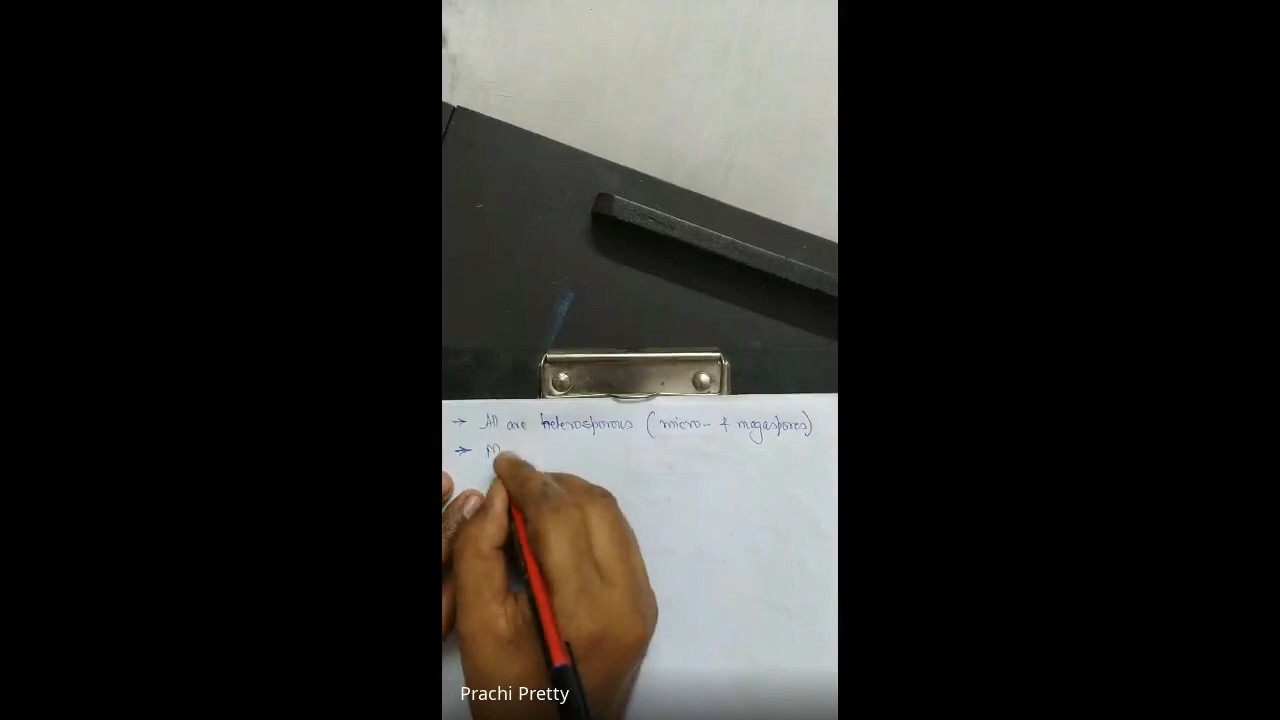 → All are heterosporous (micro- & megaspores)
→ M
Prachi Pretty